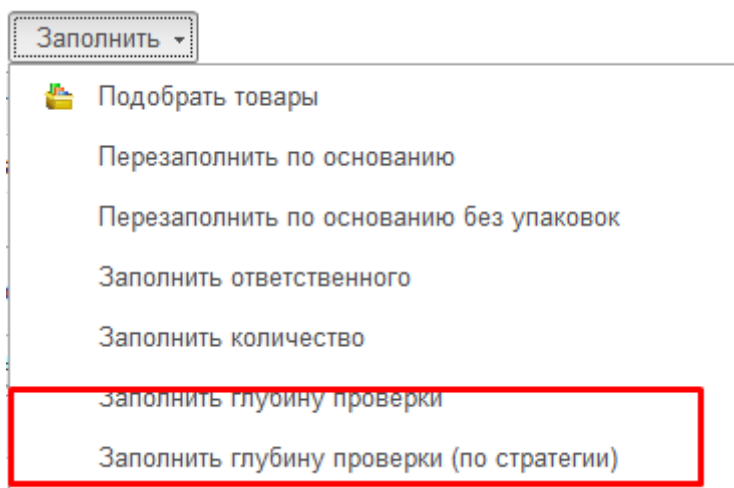 Заполнить
Подобрать товары
Перезаполнить по основанию
Перезаполнить по основанию без упаковок
Заполнить ответственного
Заполнить количество
Заполнить глубину проверки
Заполнить глубину проверки (по стратегии)